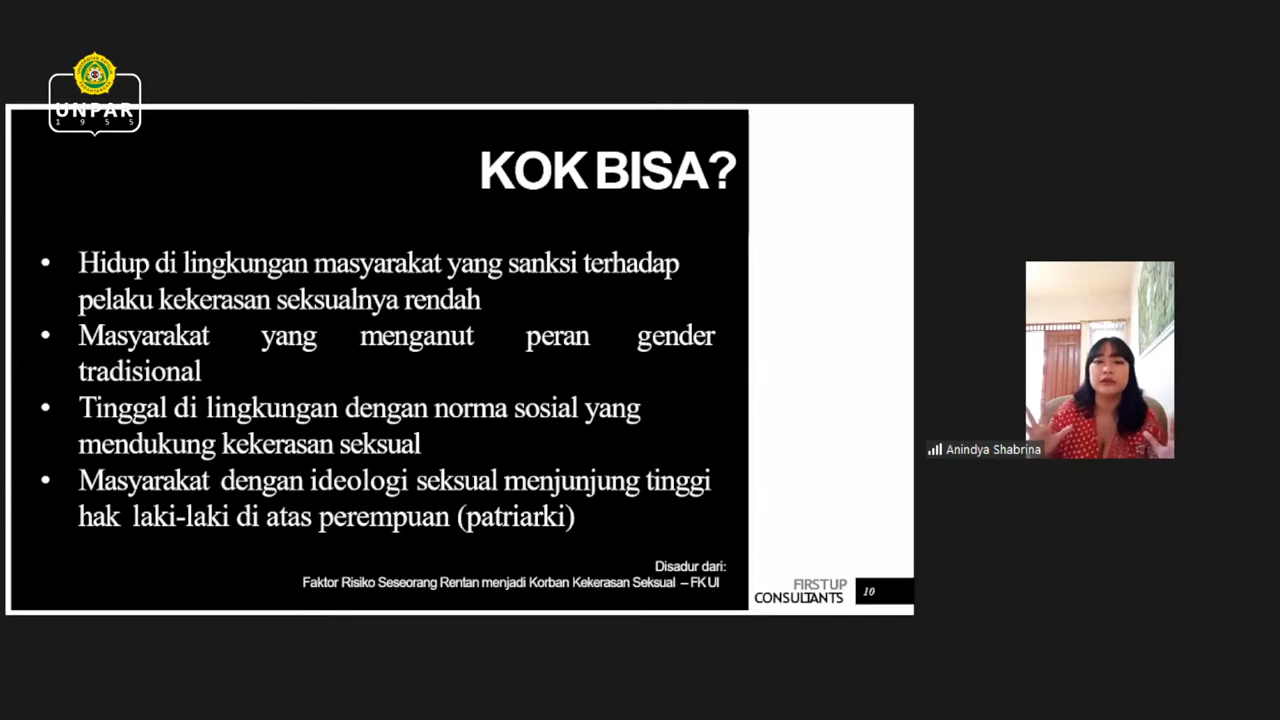 UNPAR
1955
KOK BISA?
• Hidup di lingkungan masyarakat yang sanksi terhadap
pelaku kekerasan seksualnya rendah
• Masyarakat yang menganut peran gender
tradisional
• Tinggal di lingkungan dengan norma sosial yang
mendukung kekerasan seksual
• Masyarakat dengan ideologi seksual menjunjung tinggi
hak laki-laki di atas perempuan (patriarki)
Disadur dari:
Faktor Risiko Seseorang Rentan menjadi Korban Kekerasan Seksual – FK UI
FIRSTUP
CONSULTANTS
10
Anindya Shabrina